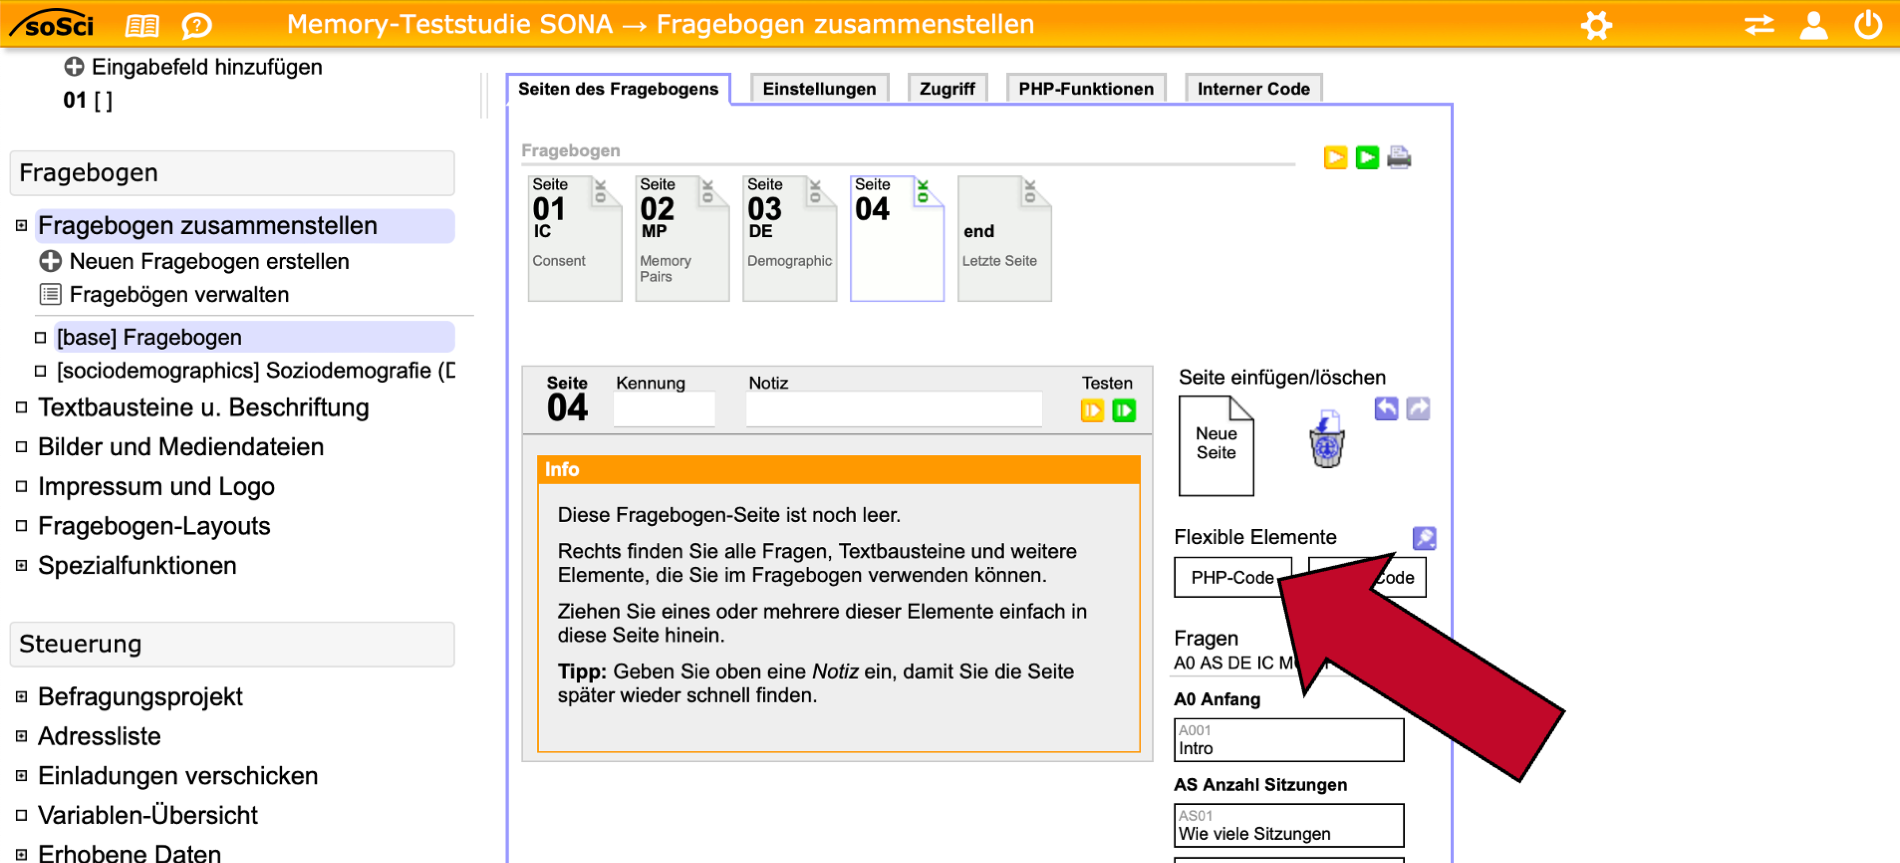 soSci
Memory-Teststudie SONA → Fragebogen zusammenstellen
Eingabefeld hinzufügen
01 [ ]
Fragebogen
Fragebogen zusammenstellen
Neuen Fragebogen erstellen
Fragebögen verwalten
[base] Fragebogen
[sociodemographics] Soziodemografie (D
Textbausteine u. Beschriftung
Bilder und Mediendateien
Impressum und Logo
Fragebogen-Layouts
Spezialfunktionen
Steuerung
Befragungsprojekt
Adressliste
Einladungen verschicken
Variablen-Übersicht
Erhobene Daten
Seiten des Fragebogens
Einstellungen
Zugriff
PHP-Funktionen
Interner Code
Fragebogen
Seite
01
IC
Consent
OK
Seite
02
MP
Memory
Pairs
OK
Seite
03
DE
Demographic
OK
Seite
04
OK
end
Letzte Seite
OK
Seite
04
Kennung
Notiz
Testen
Info
Diese Fragebogen-Seite ist noch leer.
Rechts finden Sie alle Fragen, Textbausteine und weitere
Elemente, die Sie im Fragebogen verwenden können.
Ziehen Sie eines oder mehrere dieser Elemente einfach in
diese Seite hinein.
Tipp: Geben Sie oben eine Notiz ein, damit Sie die Seite
später wieder schnell finden.
Seite einfügen/löschen
Neue
Seite
Flexible Elemente
PHP-Code
Code
Fragen
A0 AS DE IC M
A0 Anfang
A001
Intro
AS Anzahl Sitzungen
AS01
Wie viele Sitzungen